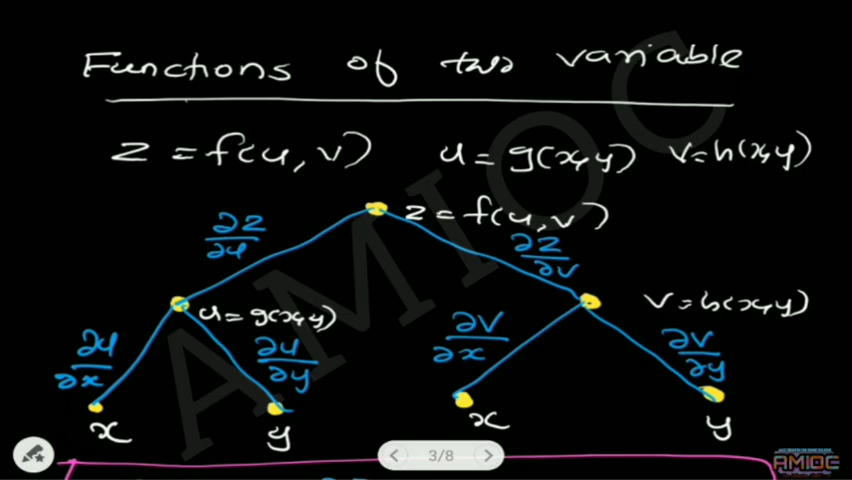 Functions of two variable
z = f(u, v) u = g(x,y) v = h(x,y)
z = f(u, v)
∂z/∂u ∂z/∂v
u = g(x,y) v = h(x,y)
∂u/∂x ∂u/∂y ∂v/∂x ∂v/∂y
x y x y
3/8
AMIOC
AMIOC